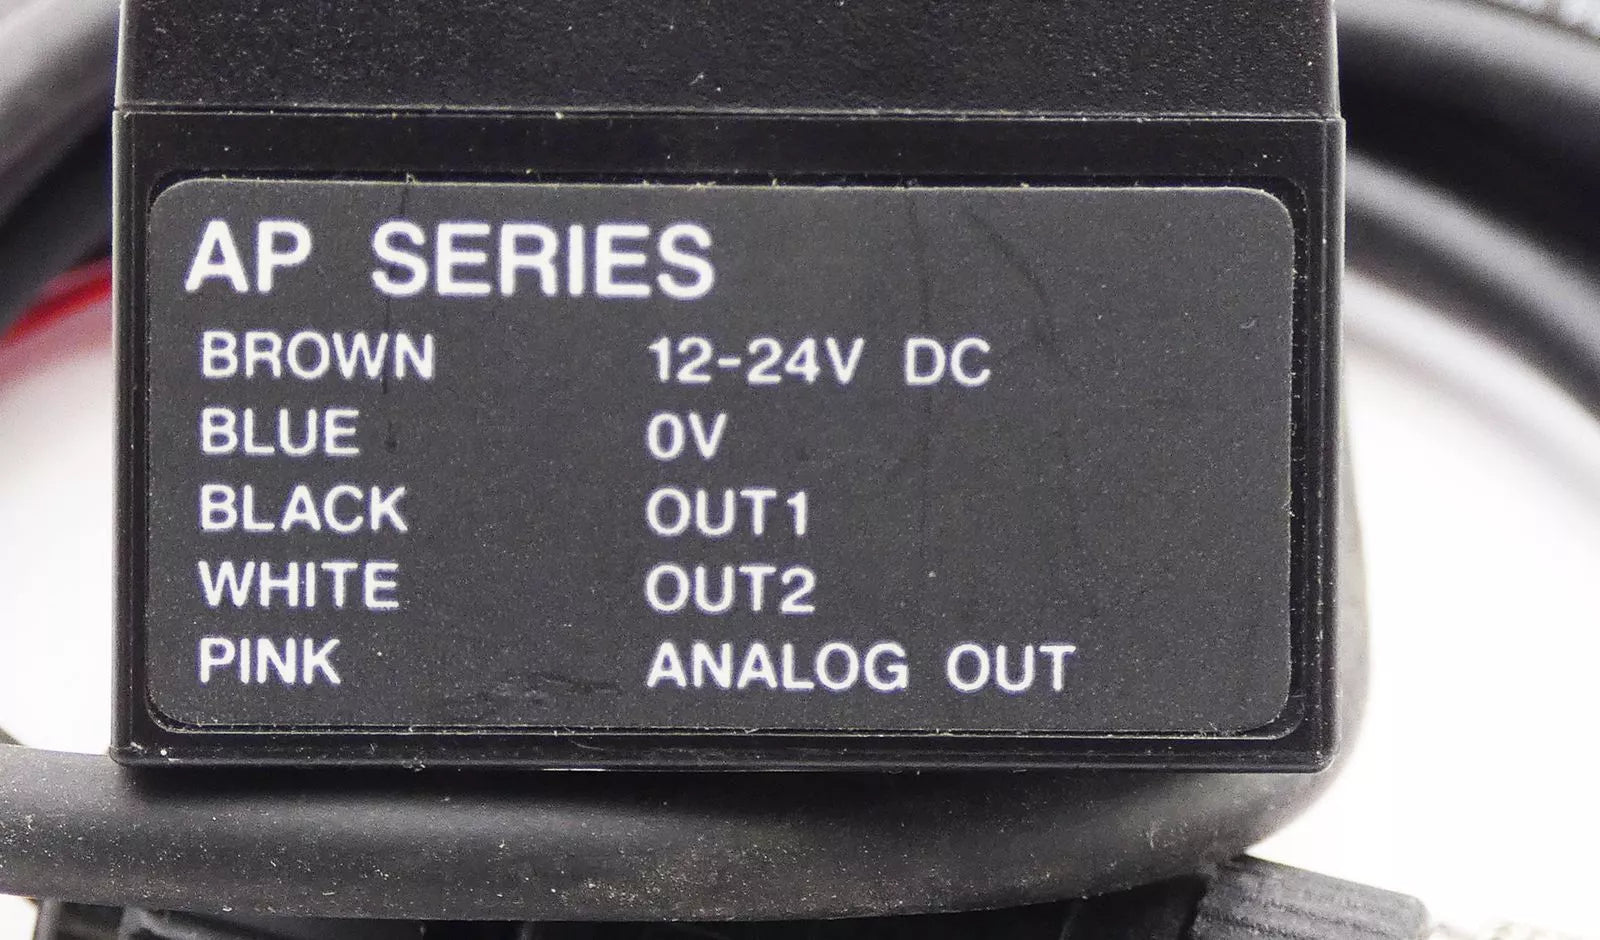 AP SERIES
BROWN 12-24V DC
BLUE 0V
BLACK OUT1
WHITE OUT2
PINK ANALOG OUT